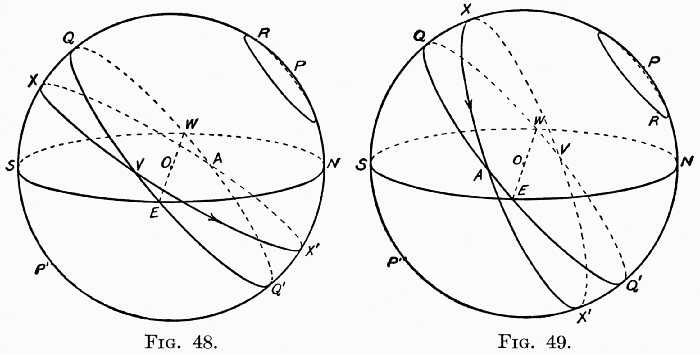 X
Q R Q
P P
X
W W
S V O A N S A O V N
E E
P' P'
X'
Q' Q'
X'
R
FIG. 48. FIG. 49.